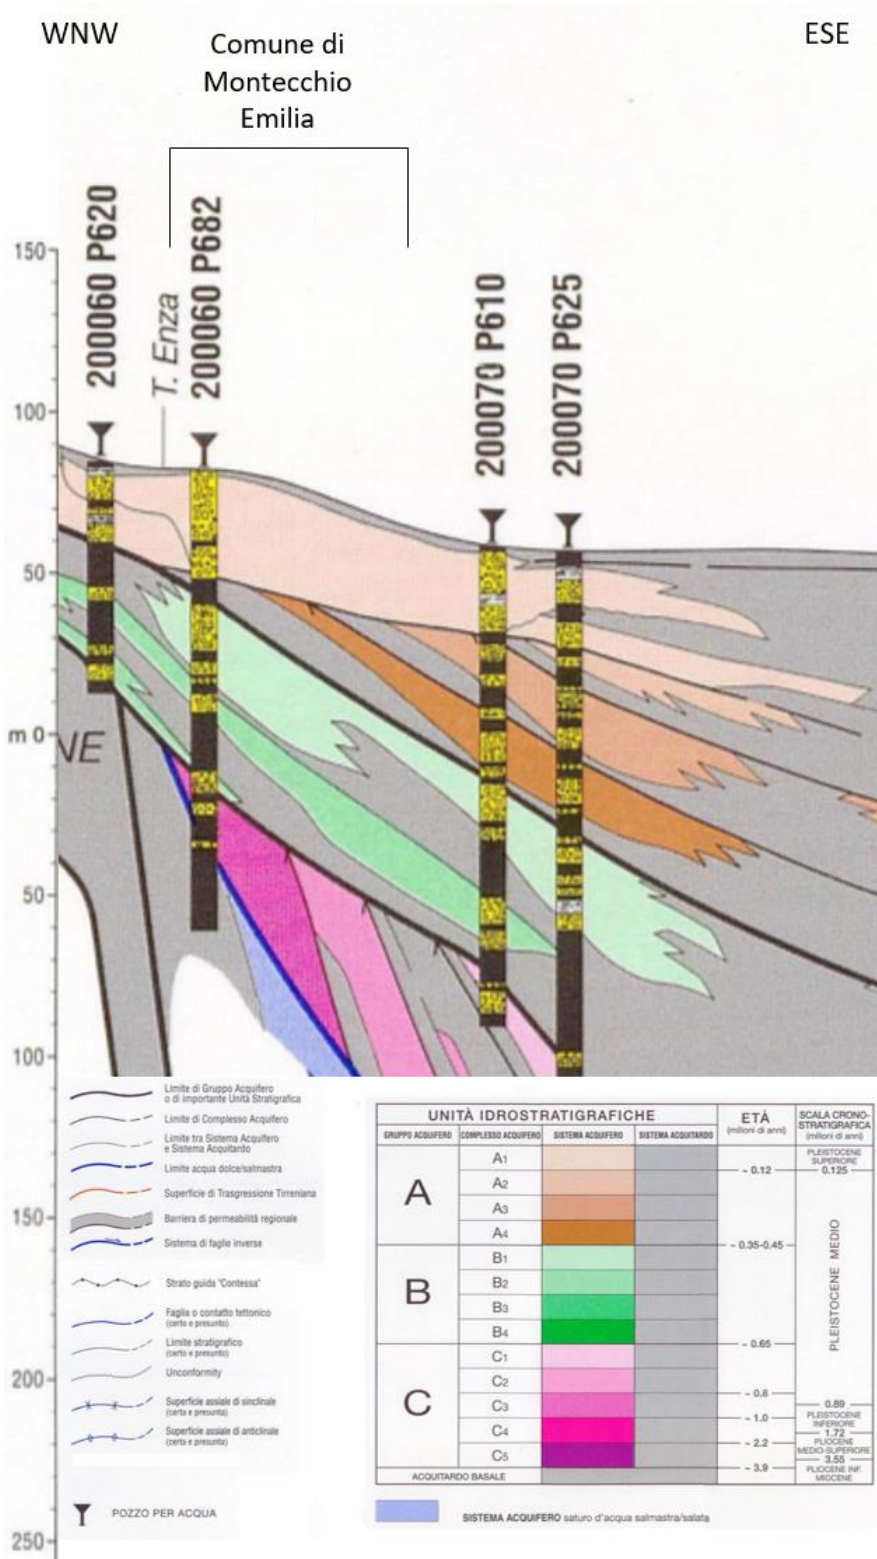 WNW
ESE
Comune di
Montecchio
Emilia
200060 P620
T. Enza
200060 P682
200070 P610
200070 P625
150
100
50
m 0
NE
50
100
150
200
250
Limite di Gruppo Acquifero
o di importante Unità Stratigrafica
Limite di Complesso Acquifero
Limite tra Sistema Acquifero
e Sistema Acquitardo
Limite acqua dolce/salmastra
Superficie di Trasgressione Tirreniana
Barriera di permeabilità regionale
Sistema di faglie inverse
Strato guida "Contessa"
Faglia o contatto tettonico
(certo e presunto)
Limite stratigrafico
(certo e presunto)
Unconformity
Superficie assiale di sinclinale
(certa e presunta)
Superficie assiale di anticlinale
(certa e presunta)
POZZO PER ACQUA
UNITÀ IDROSTRATIGRAFICHE
ETÀ
(milioni di anni)
SCALA CRONO-
STRATIGRAFICA
(milioni di anni)
GRUPPO ACQUIFERO
COMPLESSO ACQUIFERO
SISTEMA ACQUIFERO
SISTEMA ACQUITARDO
A
A1
A2
A3
A4
B
B1
B2
B3
B4
C
C1
C2
C3
C4
C5
ACQUITARDO BASALE
~ 0.12
~ 0.35-0.45
~ 0.65
~ 0.8
~ 1.0
~ 2.2
~ 3.9
PLEISTOCENE
SUPERIORE
0.125
PLEISTOCENE MEDIO
0.89
PLEISTOCENE
INFERIORE
1.72
PLIOCENE
MEDIO-SUPERIORE
3.55
PLIOCENE INF.
MIOCENE
SISTEMA ACQUIFERO saturo d'acqua salmastra/salata